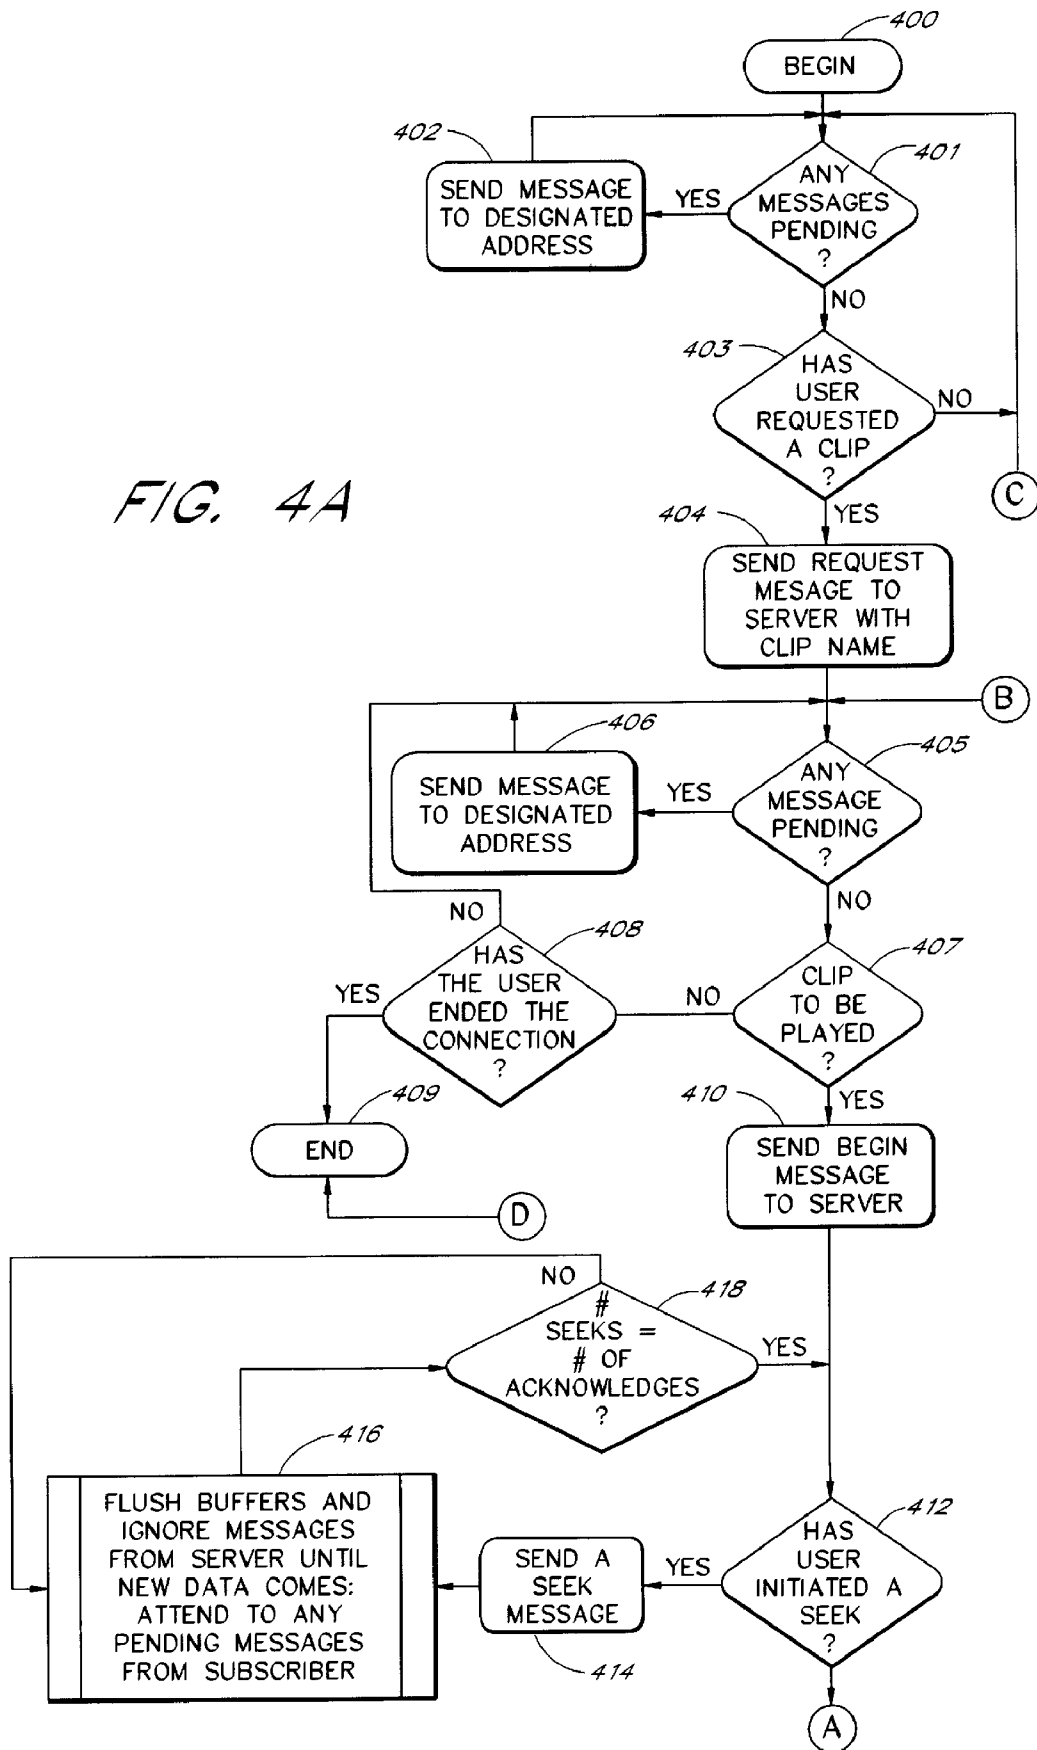 400
BEGIN
402
401
SEND MESSAGE
TO DESIGNATED
ADDRESS
YES
ANY
MESSAGES
PENDING
?
NO
403
HAS
USER
REQUESTED
A CLIP
?
NO
C
FIG. 4A
YES
404
SEND REQUEST
MESAGE TO
SERVER WITH
CLIP NAME
B
406
405
SEND MESSAGE
TO DESIGNATED
ADDRESS
YES
ANY
MESSAGE
PENDING
?
NO
NO
408
407
HAS
THE USER
ENDED THE
CONNECTION
?
YES
NO
CLIP
TO BE
PLAYED
?
409
END
410
YES
SEND BEGIN
MESSAGE
TO SERVER
D
NO
418
#
SEEKS =
# OF
ACKNOWLEDGES
?
YES
416
FLUSH BUFFERS AND
IGNORE MESSAGES
FROM SERVER UNTIL
NEW DATA COMES:
ATTEND TO ANY
PENDING MESSAGES
FROM SUBSCRIBER
SEND A
SEEK
MESSAGE
414
YES
412
HAS
USER
INITIATED A
SEEK
?
A